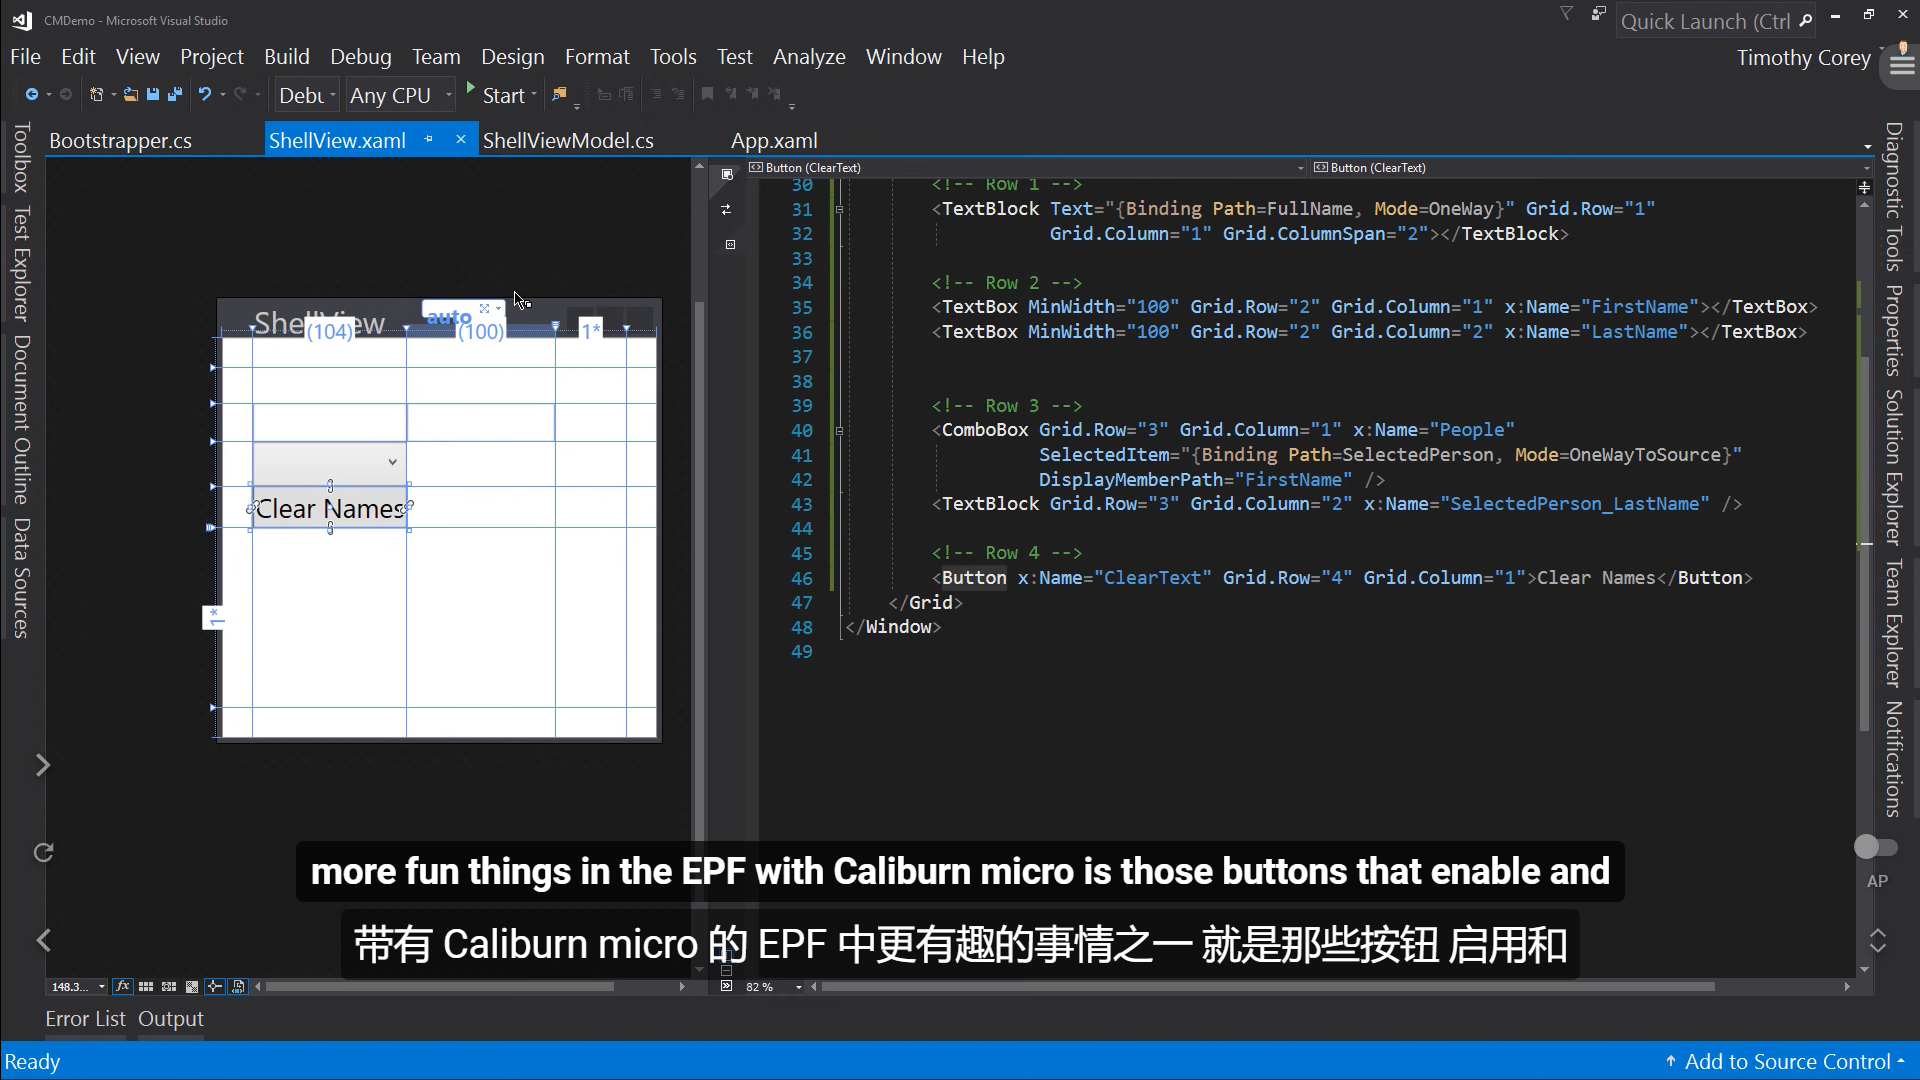 CMDemo - Microsoft Visual Studio
Quick Launch (Ctrl
File Edit View Project Build Debug Team Design Format Tools Test Analyze Window Help
Timothy Corey
Debu Any CPU Start
Bootstrapper.cs ShellView.xaml ShellViewModel.cs App.xaml
Toolbox
Test Explorer
Document Outline
Data Sources
ShellView
auto
(104) (100) 1*
Clear Names
1*
Button (ClearText) Button (ClearText)
30 <!-- Row 1 -->
31 <TextBlock Text="{Binding Path=FullName, Mode=OneWay}" Grid.Row="1"
32 Grid.Column="1" Grid.ColumnSpan="2"></TextBlock>
33
34 <!-- Row 2 -->
35 <TextBox MinWidth="100" Grid.Row="2" Grid.Column="1" x:Name="FirstName"></TextBox>
36 <TextBox MinWidth="100" Grid.Row="2" Grid.Column="2" x:Name="LastName"></TextBox>
37
38
39 <!-- Row 3 -->
40 <ComboBox Grid.Row="3" Grid.Column="1" x:Name="People"
41 SelectedItem="{Binding Path=SelectedPerson, Mode=OneWayToSource}"
42 DisplayMemberPath="FirstName" />
43 <TextBlock Grid.Row="3" Grid.Column="2" x:Name="SelectedPerson_LastName" />
44
45 <!-- Row 4 -->
46 <Button x:Name="ClearText" Grid.Row="4" Grid.Column="1">Clear Names</Button>
47 </Grid>
48 </Window>
49
Diagnostic Tools
Properties
Solution Explorer
Team Explorer
Notifications
AP
more fun things in the EPF with Caliburn micro is those buttons that enable and
带有 Caliburn micro 的 EPF 中更有趣的事情之一 就是那些按钮 启用和
148.3... fx 82 %
Error List Output
Ready
Add to Source Control